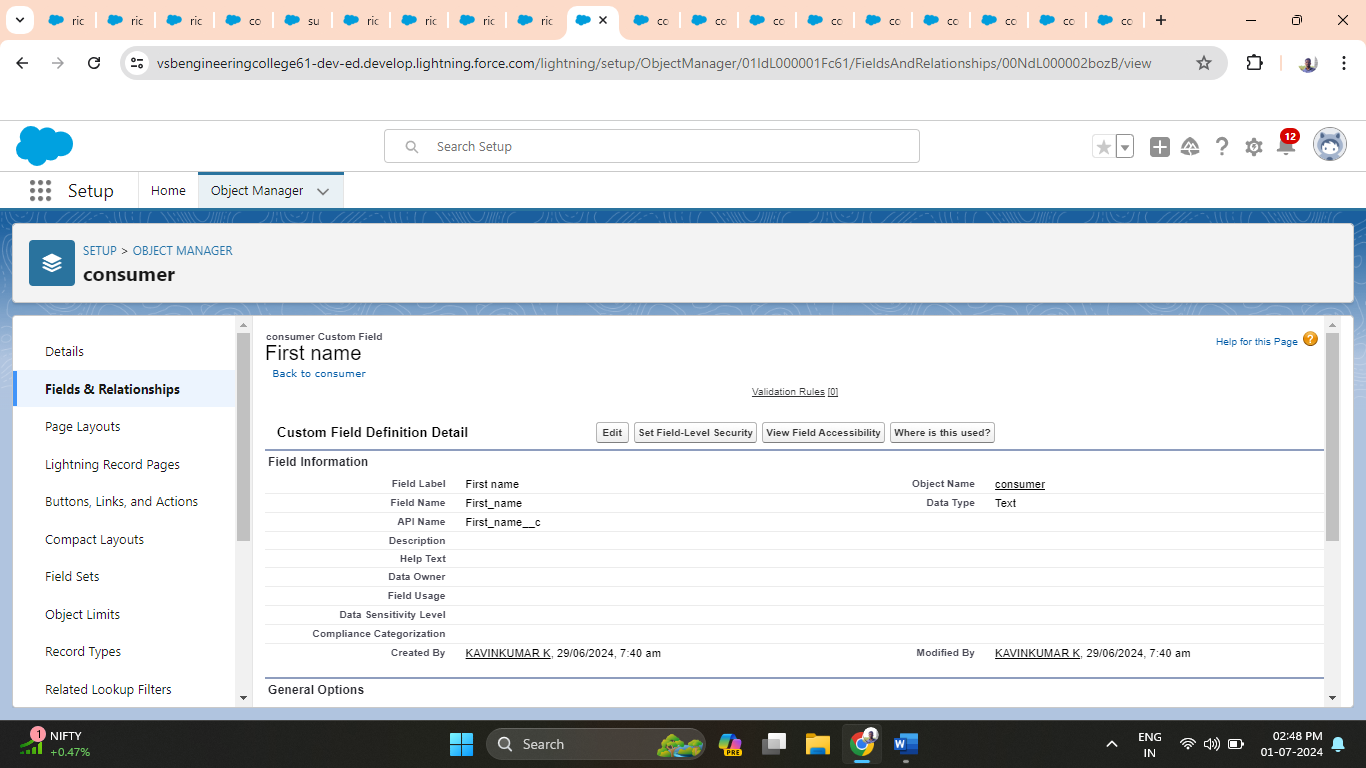 ric
ric
ric
co
su
ric
ric
ric
ric
co
co
co
co
co
co
co
co
co
vsbengineeringcollege61-dev-ed.develop.lightning.force.com/lightning/setup/ObjectManager/01IdL000001Fc61/FieldsAndRelationships/00NdL000002bozB/view
Search Setup
12
Setup
Home
Object Manager
SETUP > OBJECT MANAGER
consumer
Details
Fields & Relationships
Page Layouts
Lightning Record Pages
Buttons, Links, and Actions
Compact Layouts
Field Sets
Object Limits
Record Types
Related Lookup Filters
consumer Custom Field
First name
Back to consumer
Help for this Page
Validation Rules [0]
Custom Field Definition Detail
Edit
Set Field-Level Security
View Field Accessibility
Where is this used?
Field Information
Field Label First name Object Name consumer
Field Name First_name Data Type Text
API Name First_name__c
Description
Help Text
Data Owner
Field Usage
Data Sensitivity Level
Compliance Categorization
Created By KAVINKUMAR K, 29/06/2024, 7:40 am Modified By KAVINKUMAR K, 29/06/2024, 7:40 am
General Options
1
NIFTY
+0.47%
Search
PRE
ENG
IN
02:48 PM
01-07-2024